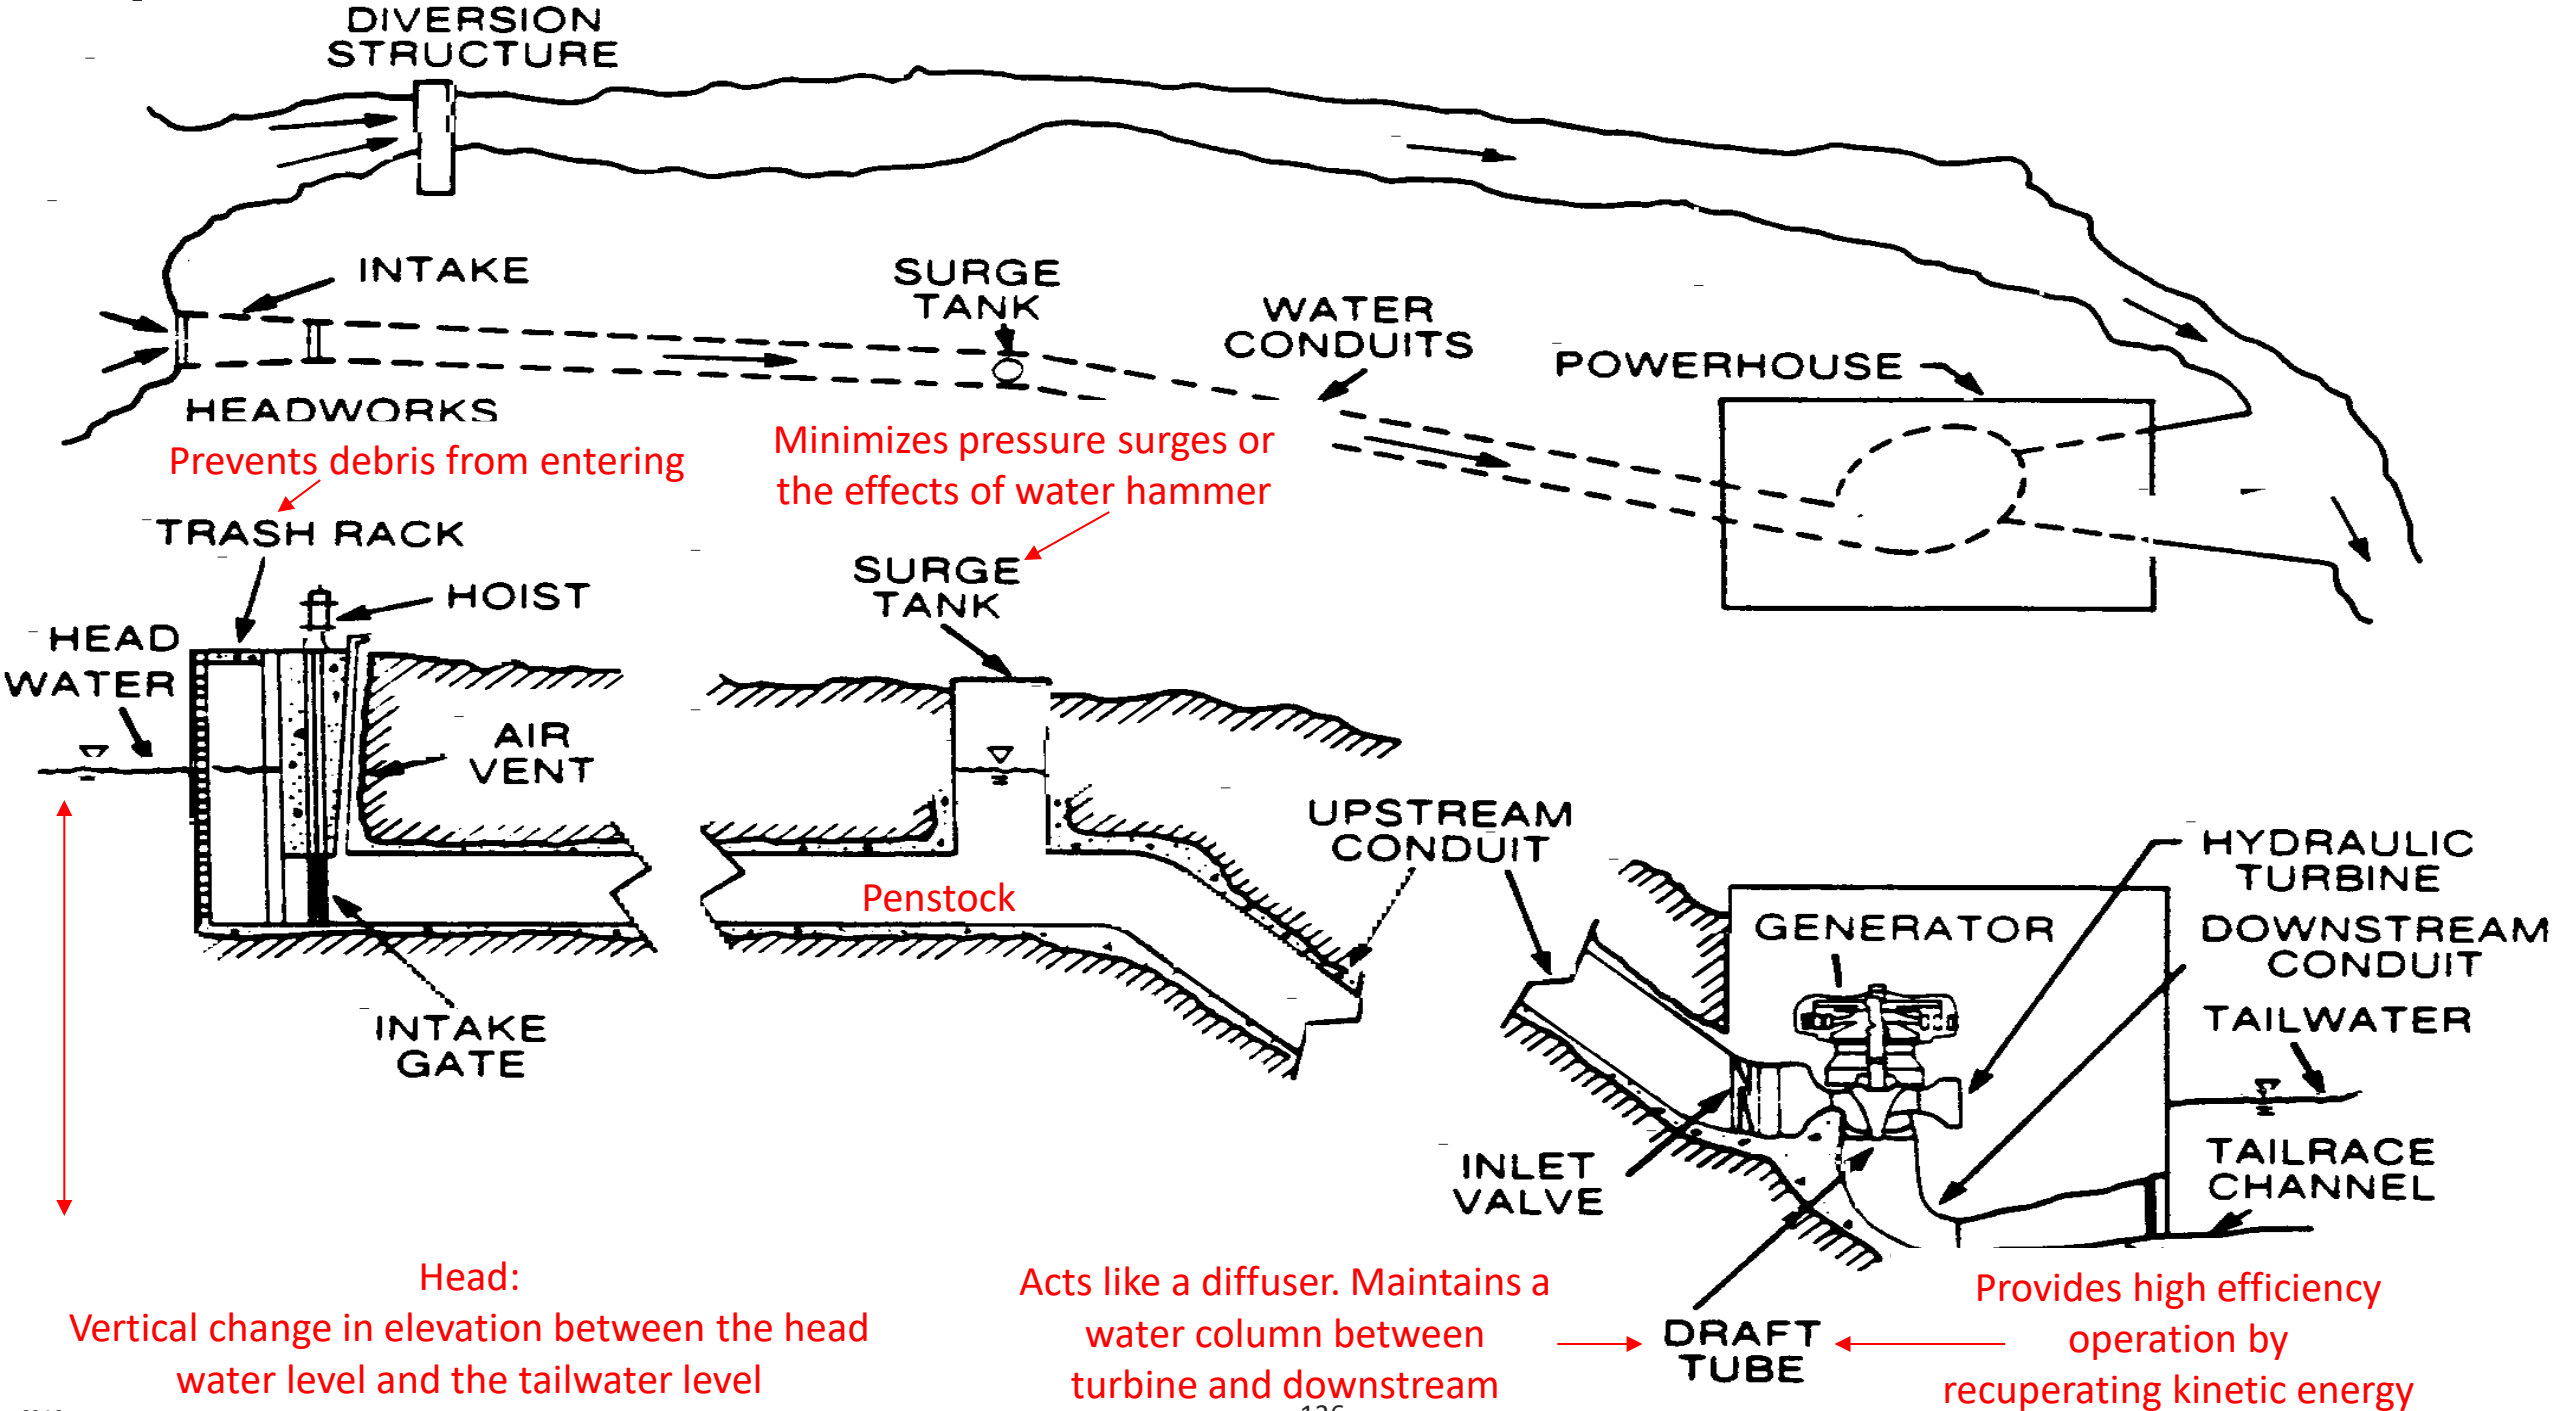 DIVERSION
STRUCTURE
INTAKE
SURGE
TANK
WATER
CONDUITS
POWERHOUSE
HEADWORKS
Prevents debris from entering
Minimizes pressure surges or
the effects of water hammer
TRASH RACK
HOIST
SURGE
TANK
HEAD
WATER
AIR
VENT
UPSTREAM
CONDUIT
HYDRAULIC
TURBINE
Penstock
GENERATOR
DOWNSTREAM
CONDUIT
INTAKE
GATE
TAILWATER
INLET
VALVE
TAILRACE
CHANNEL
Head:
Vertical change in elevation between the head
water level and the tailwater level
Acts like a diffuser. Maintains a
water column between
turbine and downstream
DRAFT
TUBE
Provides high efficiency
operation by
recuperating kinetic energy